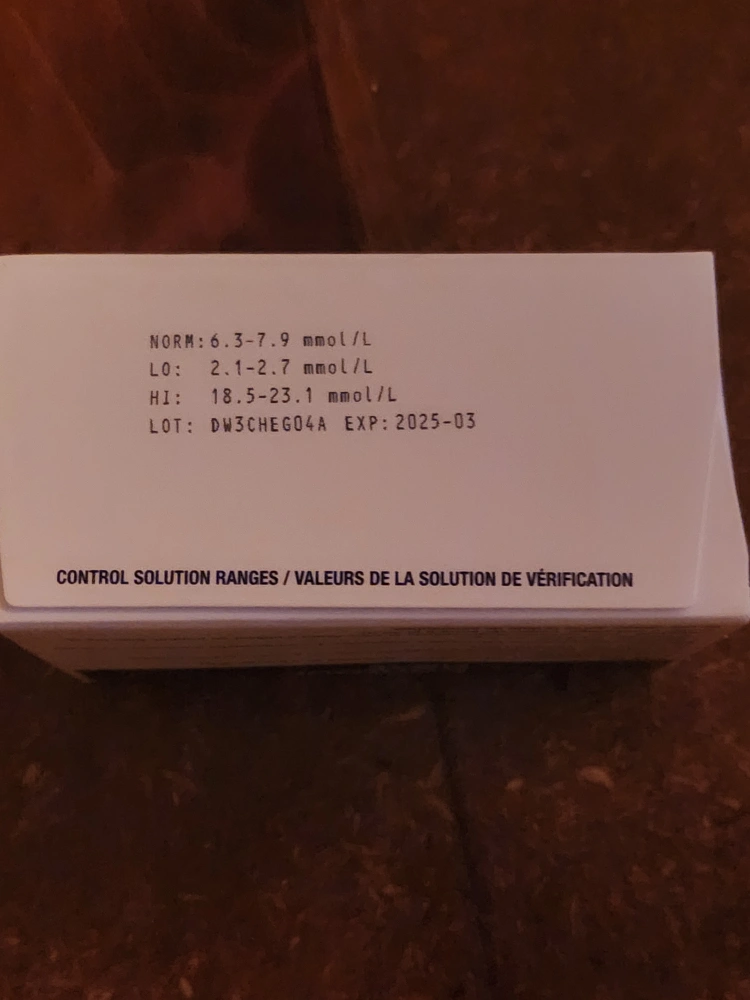 NORM: 6.3-7.9 mmol/L
LO: 2.1-2.7 mmol/L
HI: 18.5-23.1 mmol/L
LOT: DW3CHEG04A EXP: 2025-03
CONTROL SOLUTION RANGES / VALEURS DE LA SOLUTION DE VÉRIFICATION